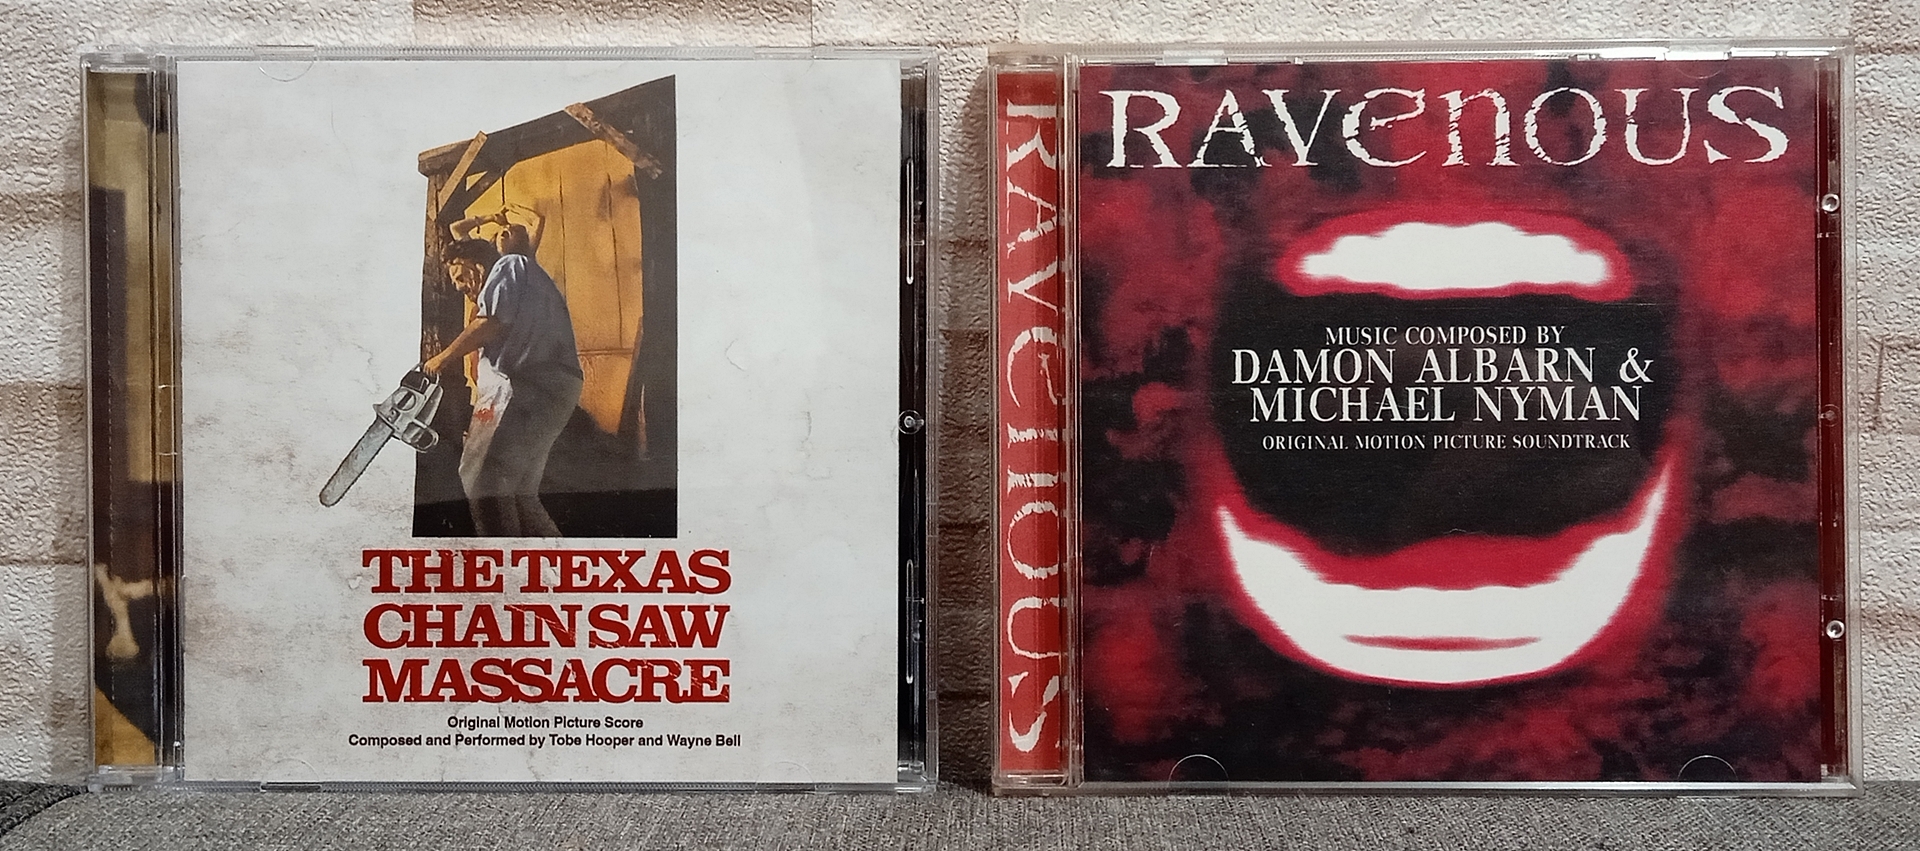 THE TEXAS
CHAIN SAW
MASSACRE
Original Motion Picture Score
Composed and Performed by Tobe Hooper and Wayne Bell
RAVeNOUS
RAVeNOUS
MUSIC COMPOSED BY
DAMON ALBARN &
MICHAEL NYMAN
ORIGINAL MOTION PICTURE SOUNDTRACK